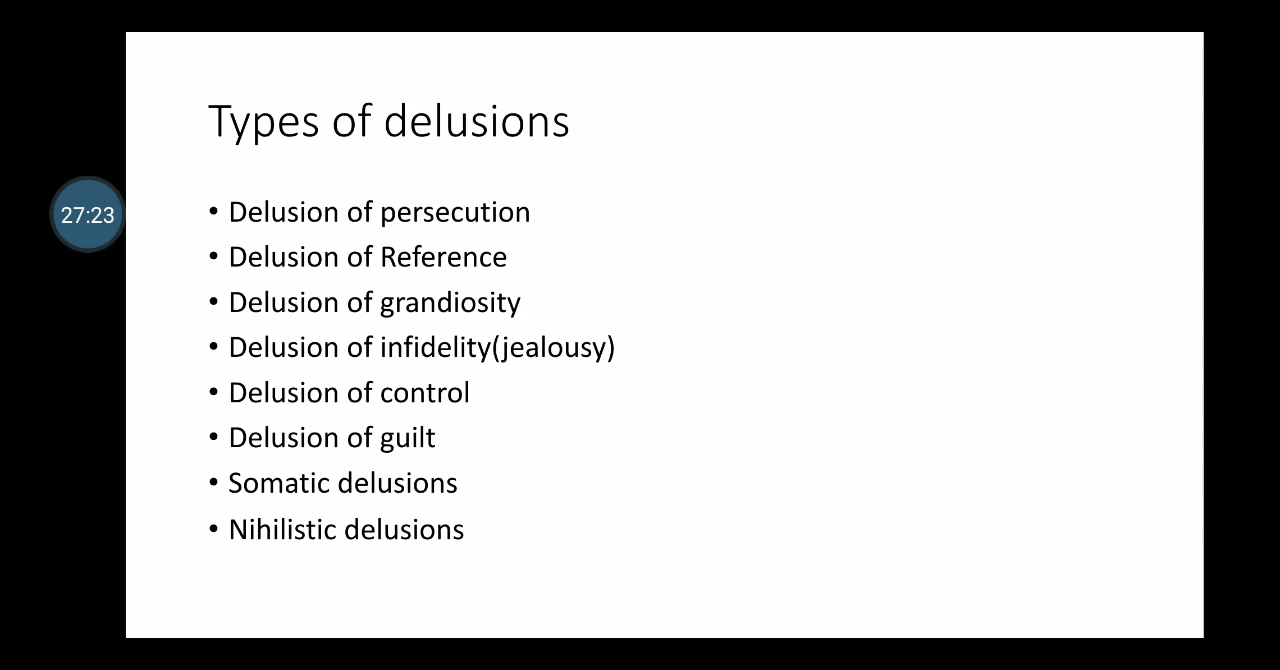 Types of delusions
27:23
• Delusion of persecution
• Delusion of Reference
• Delusion of grandiosity
• Delusion of infidelity(jealousy)
• Delusion of control
• Delusion of guilt
• Somatic delusions
• Nihilistic delusions